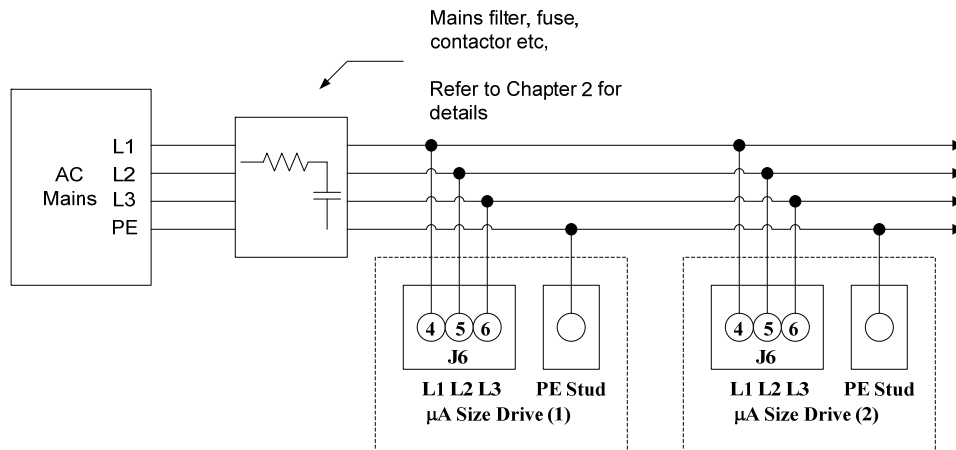 Mains filter, fuse,
contactor etc,
Refer to Chapter 2 for
details
AC
Mains
L1
L2
L3
PE
4 5 6
J6
L1 L2 L3 PE Stud
μA Size Drive (1)
4 5 6
J6
L1 L2 L3 PE Stud
μA Size Drive (2)